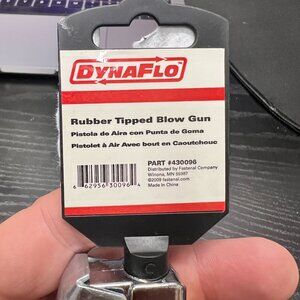 DYNAFLO
Rubber Tipped Blow Gun
Pistola de Aire con Punta de Goma
Pistolet à Air Avec bout en Caoutchouc
PART #430096
Distributed by Fastenal Company
Winona, MN 55987
©2009 fastenal.com
Made In China
6 62956 30096 4